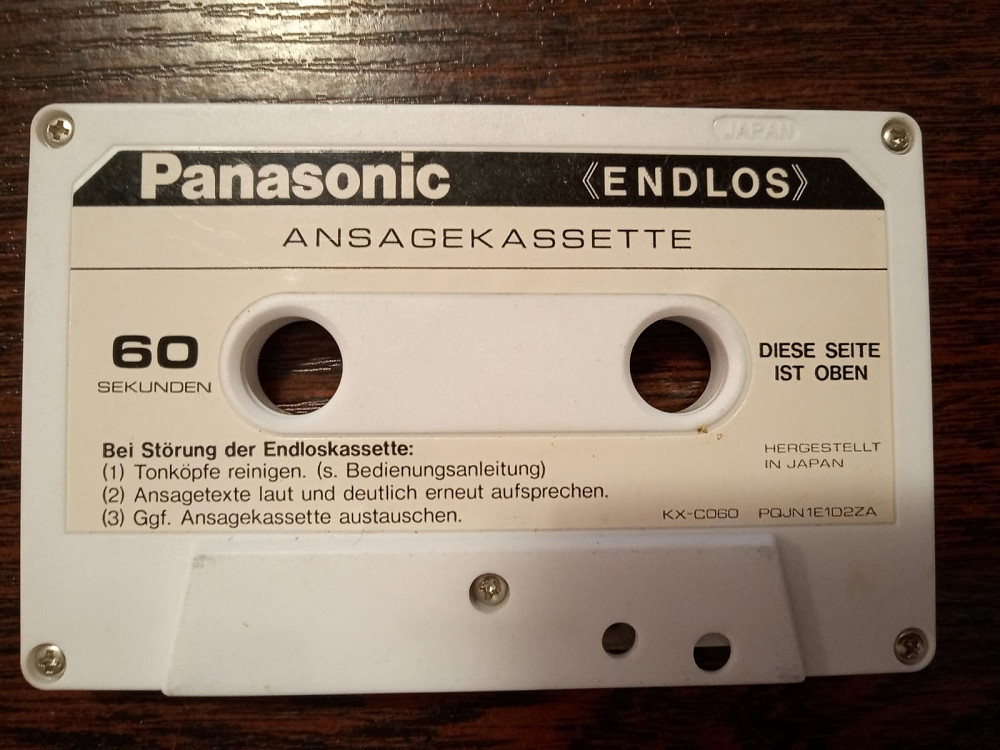 JAPAN
Panasonic 《ENDLOS》
ANSAGEKASSETTE
60
SEKUNDEN
DIESE SEITE
IST OBEN
Bei Störung der Endloskassette:
(1) Tonköpfe reinigen. (s. Bedienungsanleitung)
(2) Ansagetexte laut und deutlich erneut aufsprechen.
(3) Ggf. Ansagekassette austauschen.
HERGESTELLT
IN JAPAN
KX-C060 PQJN1E1D2ZA